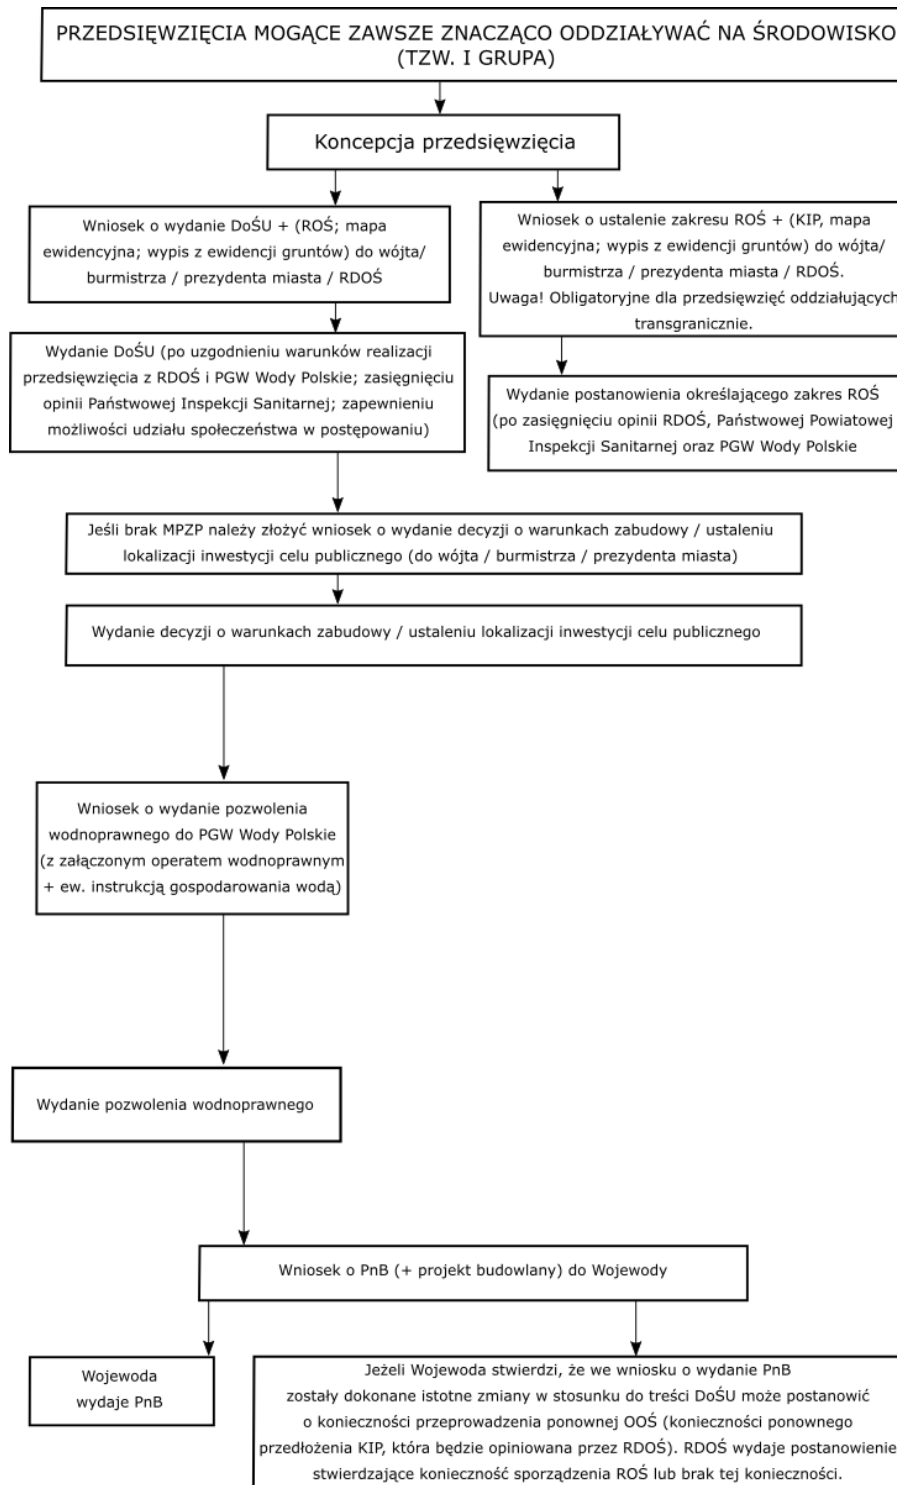 PRZEDSIĘWZIĘCIA MOGĄCE ZAWSZE ZNACZĄCO ODDZIAŁYWAĆ NA ŚRODOWISKO
(TZW. I GRUPA)
Koncepcja przedsięwzięcia
Wniosek o wydanie DoŚU + (ROŚ; mapa
ewidencyjna; wypis z ewidencji gruntów) do wójta/
burmistrza / prezydenta miasta / RDOŚ
Wniosek o ustalenie zakresu ROŚ + (KIP, mapa
ewidencyjna; wypis z ewidencji gruntów) do wójta/
burmistrza / prezydenta miasta / RDOŚ.
Uwaga! Obligatoryjne dla przedsięwzięć oddziałujących
transgranicznie.
Wydanie DoŚU (po uzgodnieniu warunków realizacji
przedsięwzięcia z RDOŚ i PGW Wody Polskie; zasięgnięciu
opinii Państwowej Inspekcji Sanitarnej; zapewnieniu
możliwości udziału społeczeństwa w postępowaniu)
Wydanie postanowienia określającego zakres ROŚ
(po zasięgnięciu opinii RDOŚ, Państwowej Powiatowej
Inspekcji Sanitarnej oraz PGW Wody Polskie
Jeśli brak MPZP należy złożyć wniosek o wydanie decyzji o warunkach zabudowy / ustaleniu
lokalizacji inwestycji celu publicznego (do wójta / burmistrza / prezydenta miasta)
Wydanie decyzji o warunkach zabudowy / ustaleniu lokalizacji inwestycji celu publicznego
Wniosek o wydanie pozwolenia
wodnoprawnego do PGW Wody Polskie
(z załączonym operatem wodnoprawnym
+ ew. instrukcją gospodarowania wodą)
Wydanie pozwolenia wodnoprawnego
Wniosek o PnB (+ projekt budowlany) do Wojewody
Wojewoda
wydaje PnB
Jeżeli Wojewoda stwierdzi, że we wniosku o wydanie PnB
zostały dokonane istotne zmiany w stosunku do treści DoŚU może postanowić
o konieczności przeprowadzenia ponownej OOŚ (konieczności ponownego
przedłożenia KIP, która będzie opiniowana przez RDOŚ). RDOŚ wydaje postanowienie
stwierdzające konieczność sporządzenia ROŚ lub brak tej konieczności.